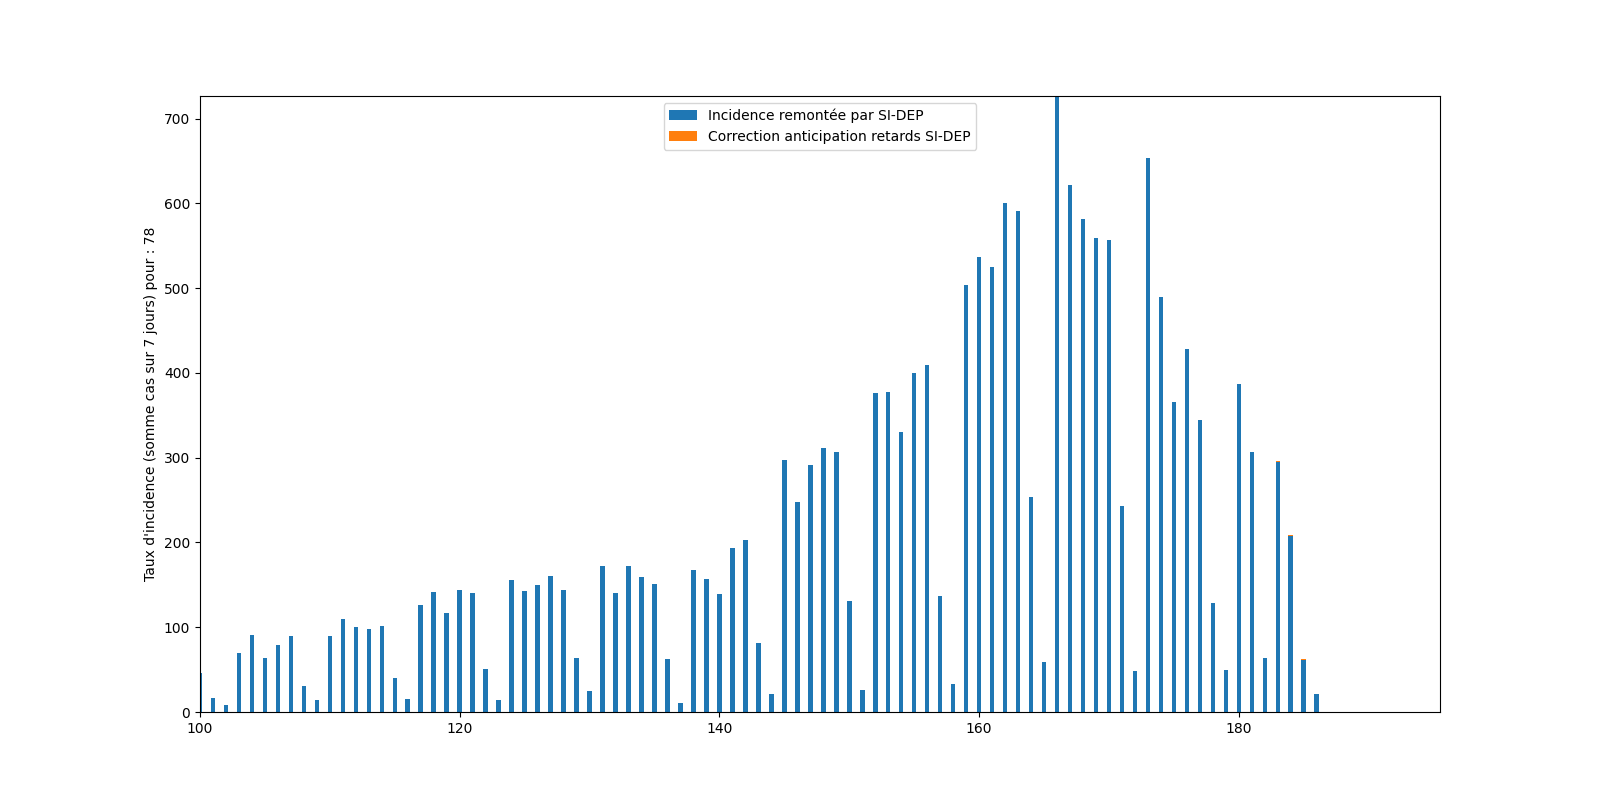 Incidence remontée par SI-DEP
Correction anticipation retards SI-DEP
Taux d'incidence (somme cas sur 7 jours) pour : 78
700
600
500
400
300
200
100
0
100 120 140 160 180